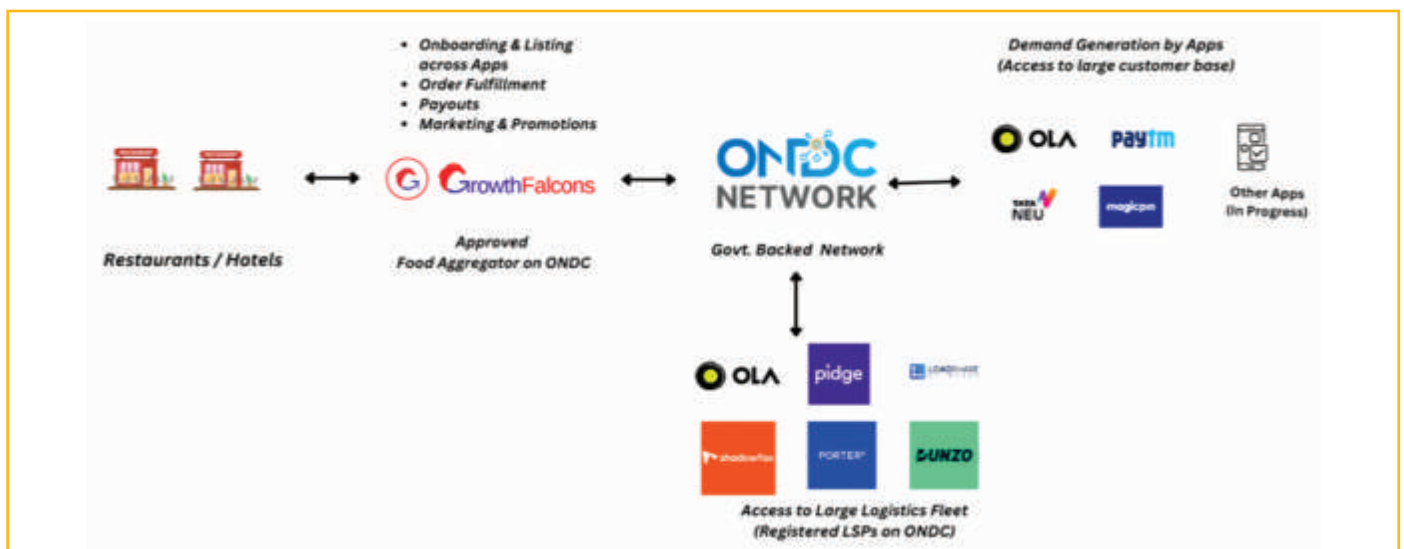 • Onboarding & Listing
across Apps
• Order Fulfillment
• Payouts
• Marketing & Promotions
Demand Generation by Apps
(Access to large customer base)
GrowthFalcons
ONDC
NETWORK
OLA
paytm
TATA
NEU
magicpin
Other Apps
(In Progress)
Restaurants / Hotels
Approved
Food Aggregator on ONDC
Govt. Backed Network
OLA
pidge
LOADSHARE
shadowfax
PORTER
DUNZO
Access to Large Logistics Fleet
(Registered LSPs on ONDC)